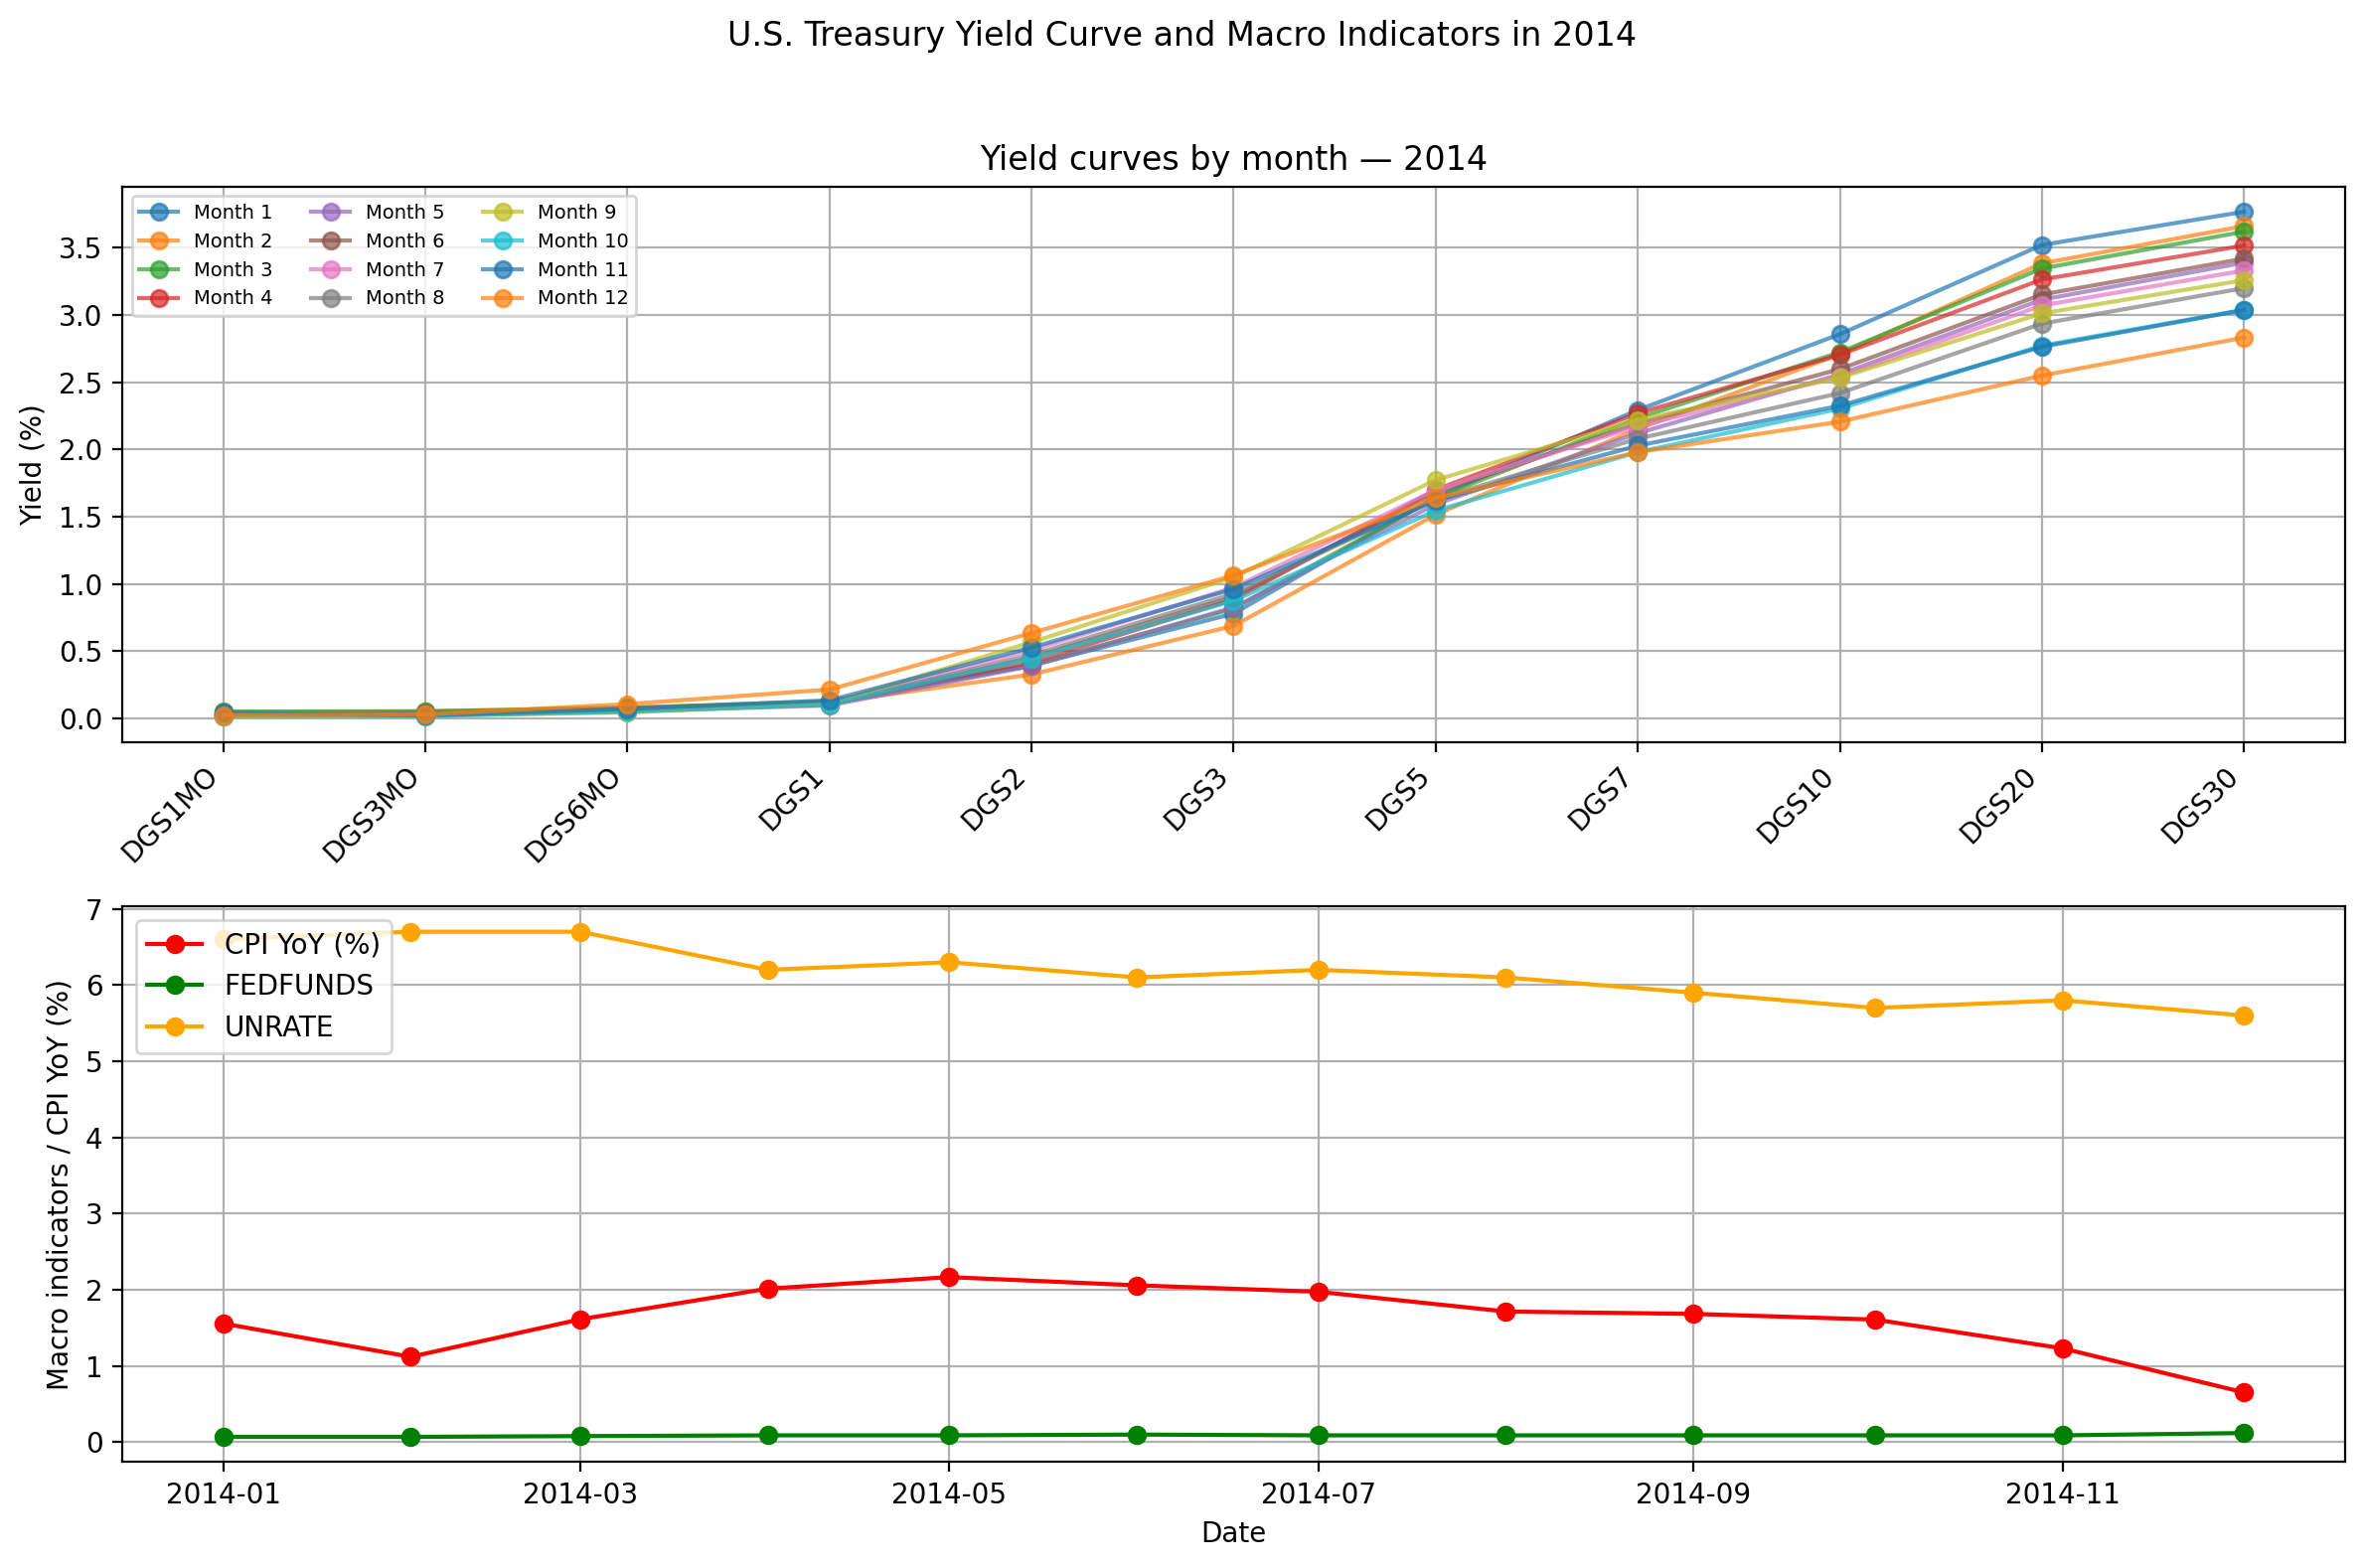 U.S. Treasury Yield Curve and Macro Indicators in 2014
Yield curves by month — 2014
Month 1
Month 2
Month 3
Month 4
Month 5
Month 6
Month 7
Month 8
Month 9
Month 10
Month 11
Month 12
Yield (%)
3.5
3.0
2.5
2.0
1.5
1.0
0.5
0.0
DGS1MO
DGS3MO
DGS6MO
DGS1
DGS2
DGS3
DGS5
DGS7
DGS10
DGS20
DGS30
CPI YoY (%)
FEDFUNDS
UNRATE
Macro indicators / CPI YoY (%)
7
6
5
4
3
2
1
0
2014-01
2014-03
2014-05
2014-07
2014-09
2014-11
Date